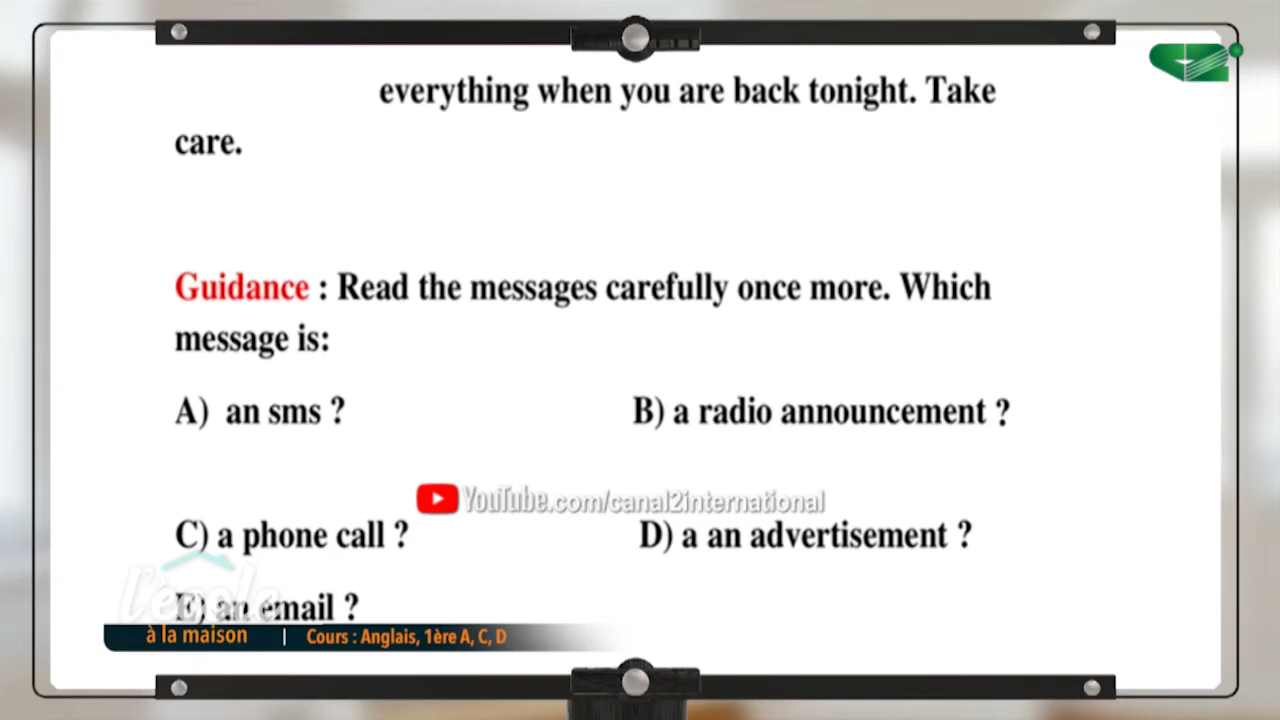 everything when you are back tonight. Take
care.
Guidance : Read the messages carefully once more. Which
message is:
A) an sms ?
B) a radio announcement ?
YouTube.com/canal2international
C) a phone call ?
D) a an advertisement ?
E) an email ?
l'école
à la maison | Cours : Anglais, 1ère A, C, D